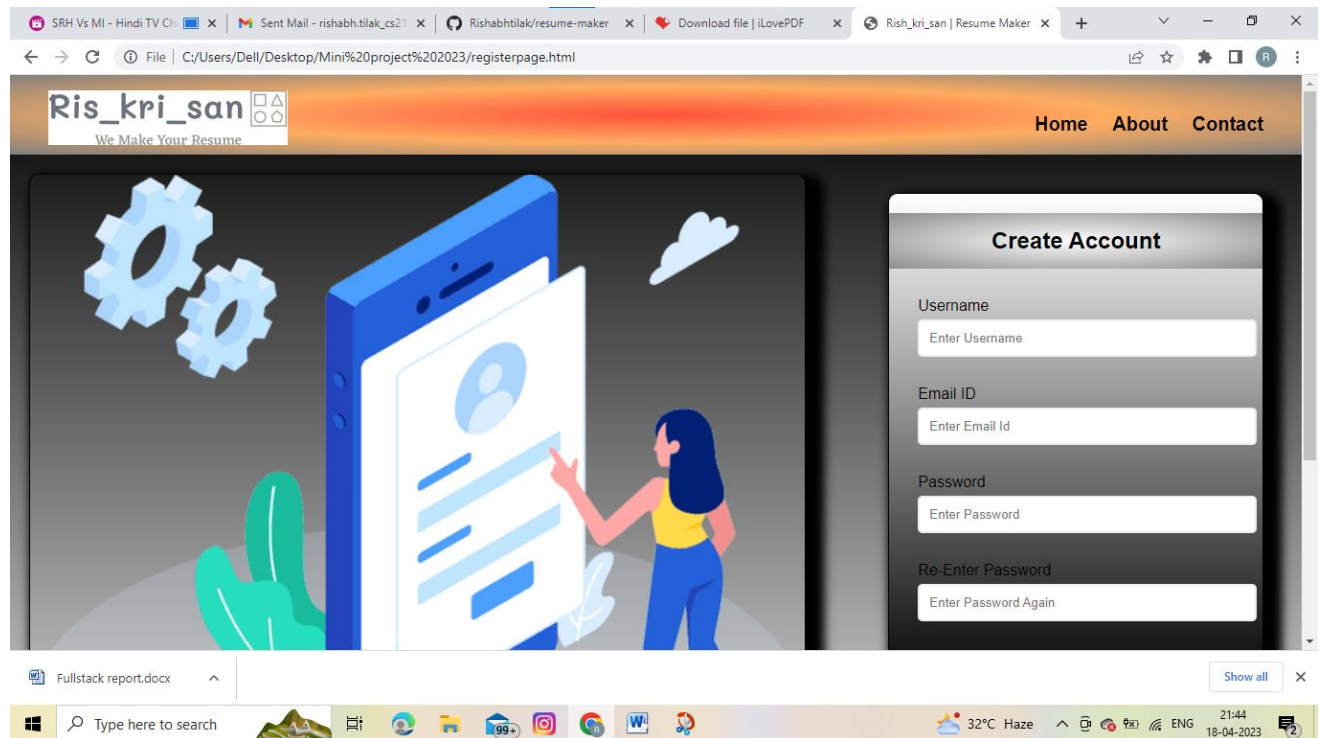 SRH Vs MI - Hindi TV Ch
Sent Mail - rishabh.tilak_cs21
Rishabhtilak/resume-maker
Download file | iLovePDF
Rish_kri_san | Resume Maker
File | C:/Users/Dell/Desktop/Mini%20project%202023/registerpage.html
R
Ris_kri_san
We Make Your Resume
Home About Contact
Create Account
Username
Enter Username
Email ID
Enter Email Id
Password
Enter Password
Re-Enter Password
Enter Password Again
Fullstack report.docx
Show all
Type here to search
99+
32°C Haze
ENG
21:44
18-04-2023
2